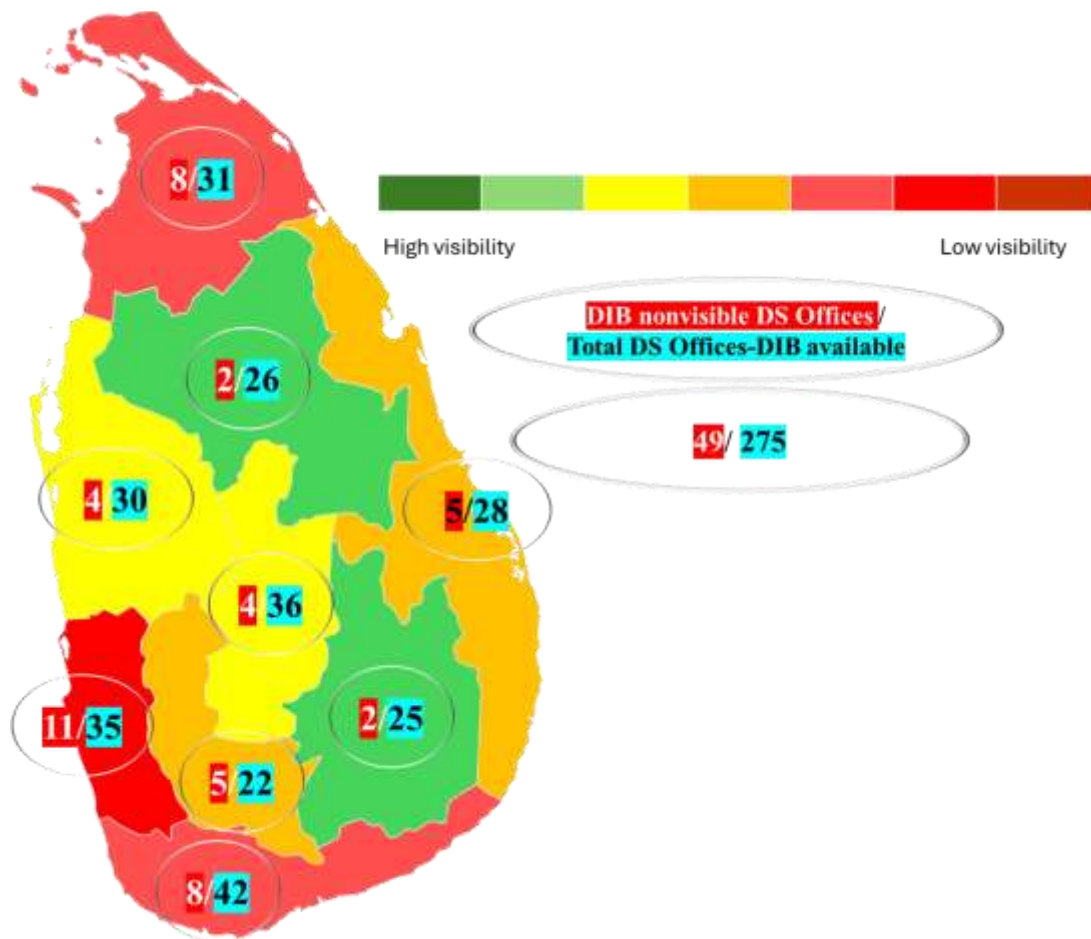 8/31
High visibility
Low visibility
DIB nonvisible DS Offices/
Total DS Offices-DIB available
2/26
49/ 275
4/ 30
5/28
4/ 36
2/25
11/35
5/22
8/42